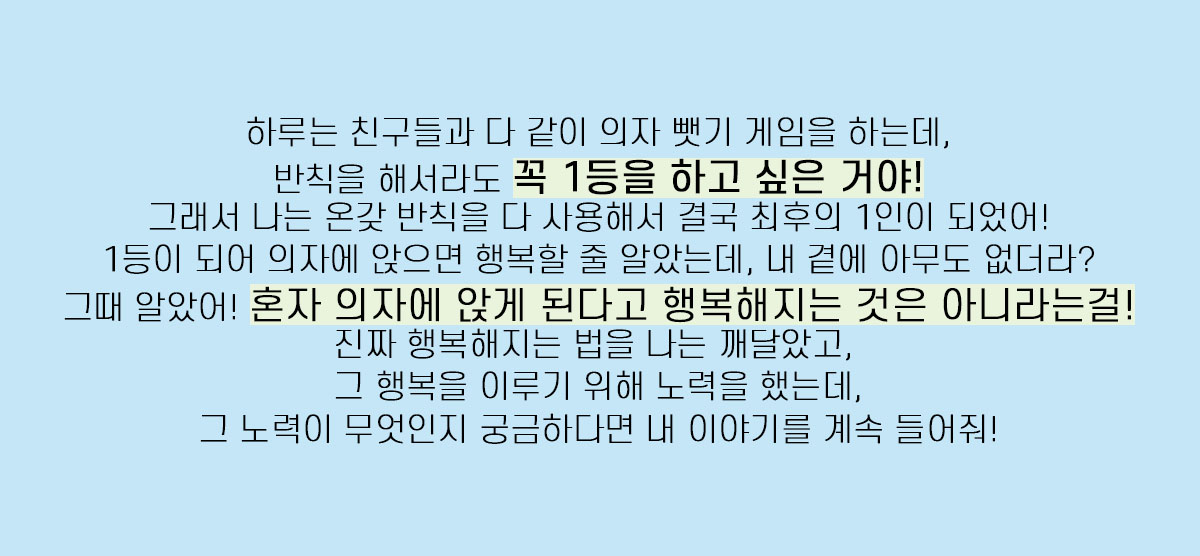 하루는 친구들과 다 같이 의자 뺏기 게임을 하는데,
반칙을 해서라도 꼭 1등을 하고 싶은 거야!
그래서 나는 온갖 반칙을 다 사용해서 결국 최후의 1인이 되었어!
1등이 되어 의자에 앉으면 행복할 줄 알았는데, 내 곁에 아무도 없더라?
그때 알았어! 혼자 의자에 앉게 된다고 행복해지는 것은 아니라는걸!
진짜 행복해지는 법을 나는 깨달았고,
그 행복을 이루기 위해 노력을 했는데,
그 노력이 무엇인지 궁금하다면 내 이야기를 계속 들어줘!